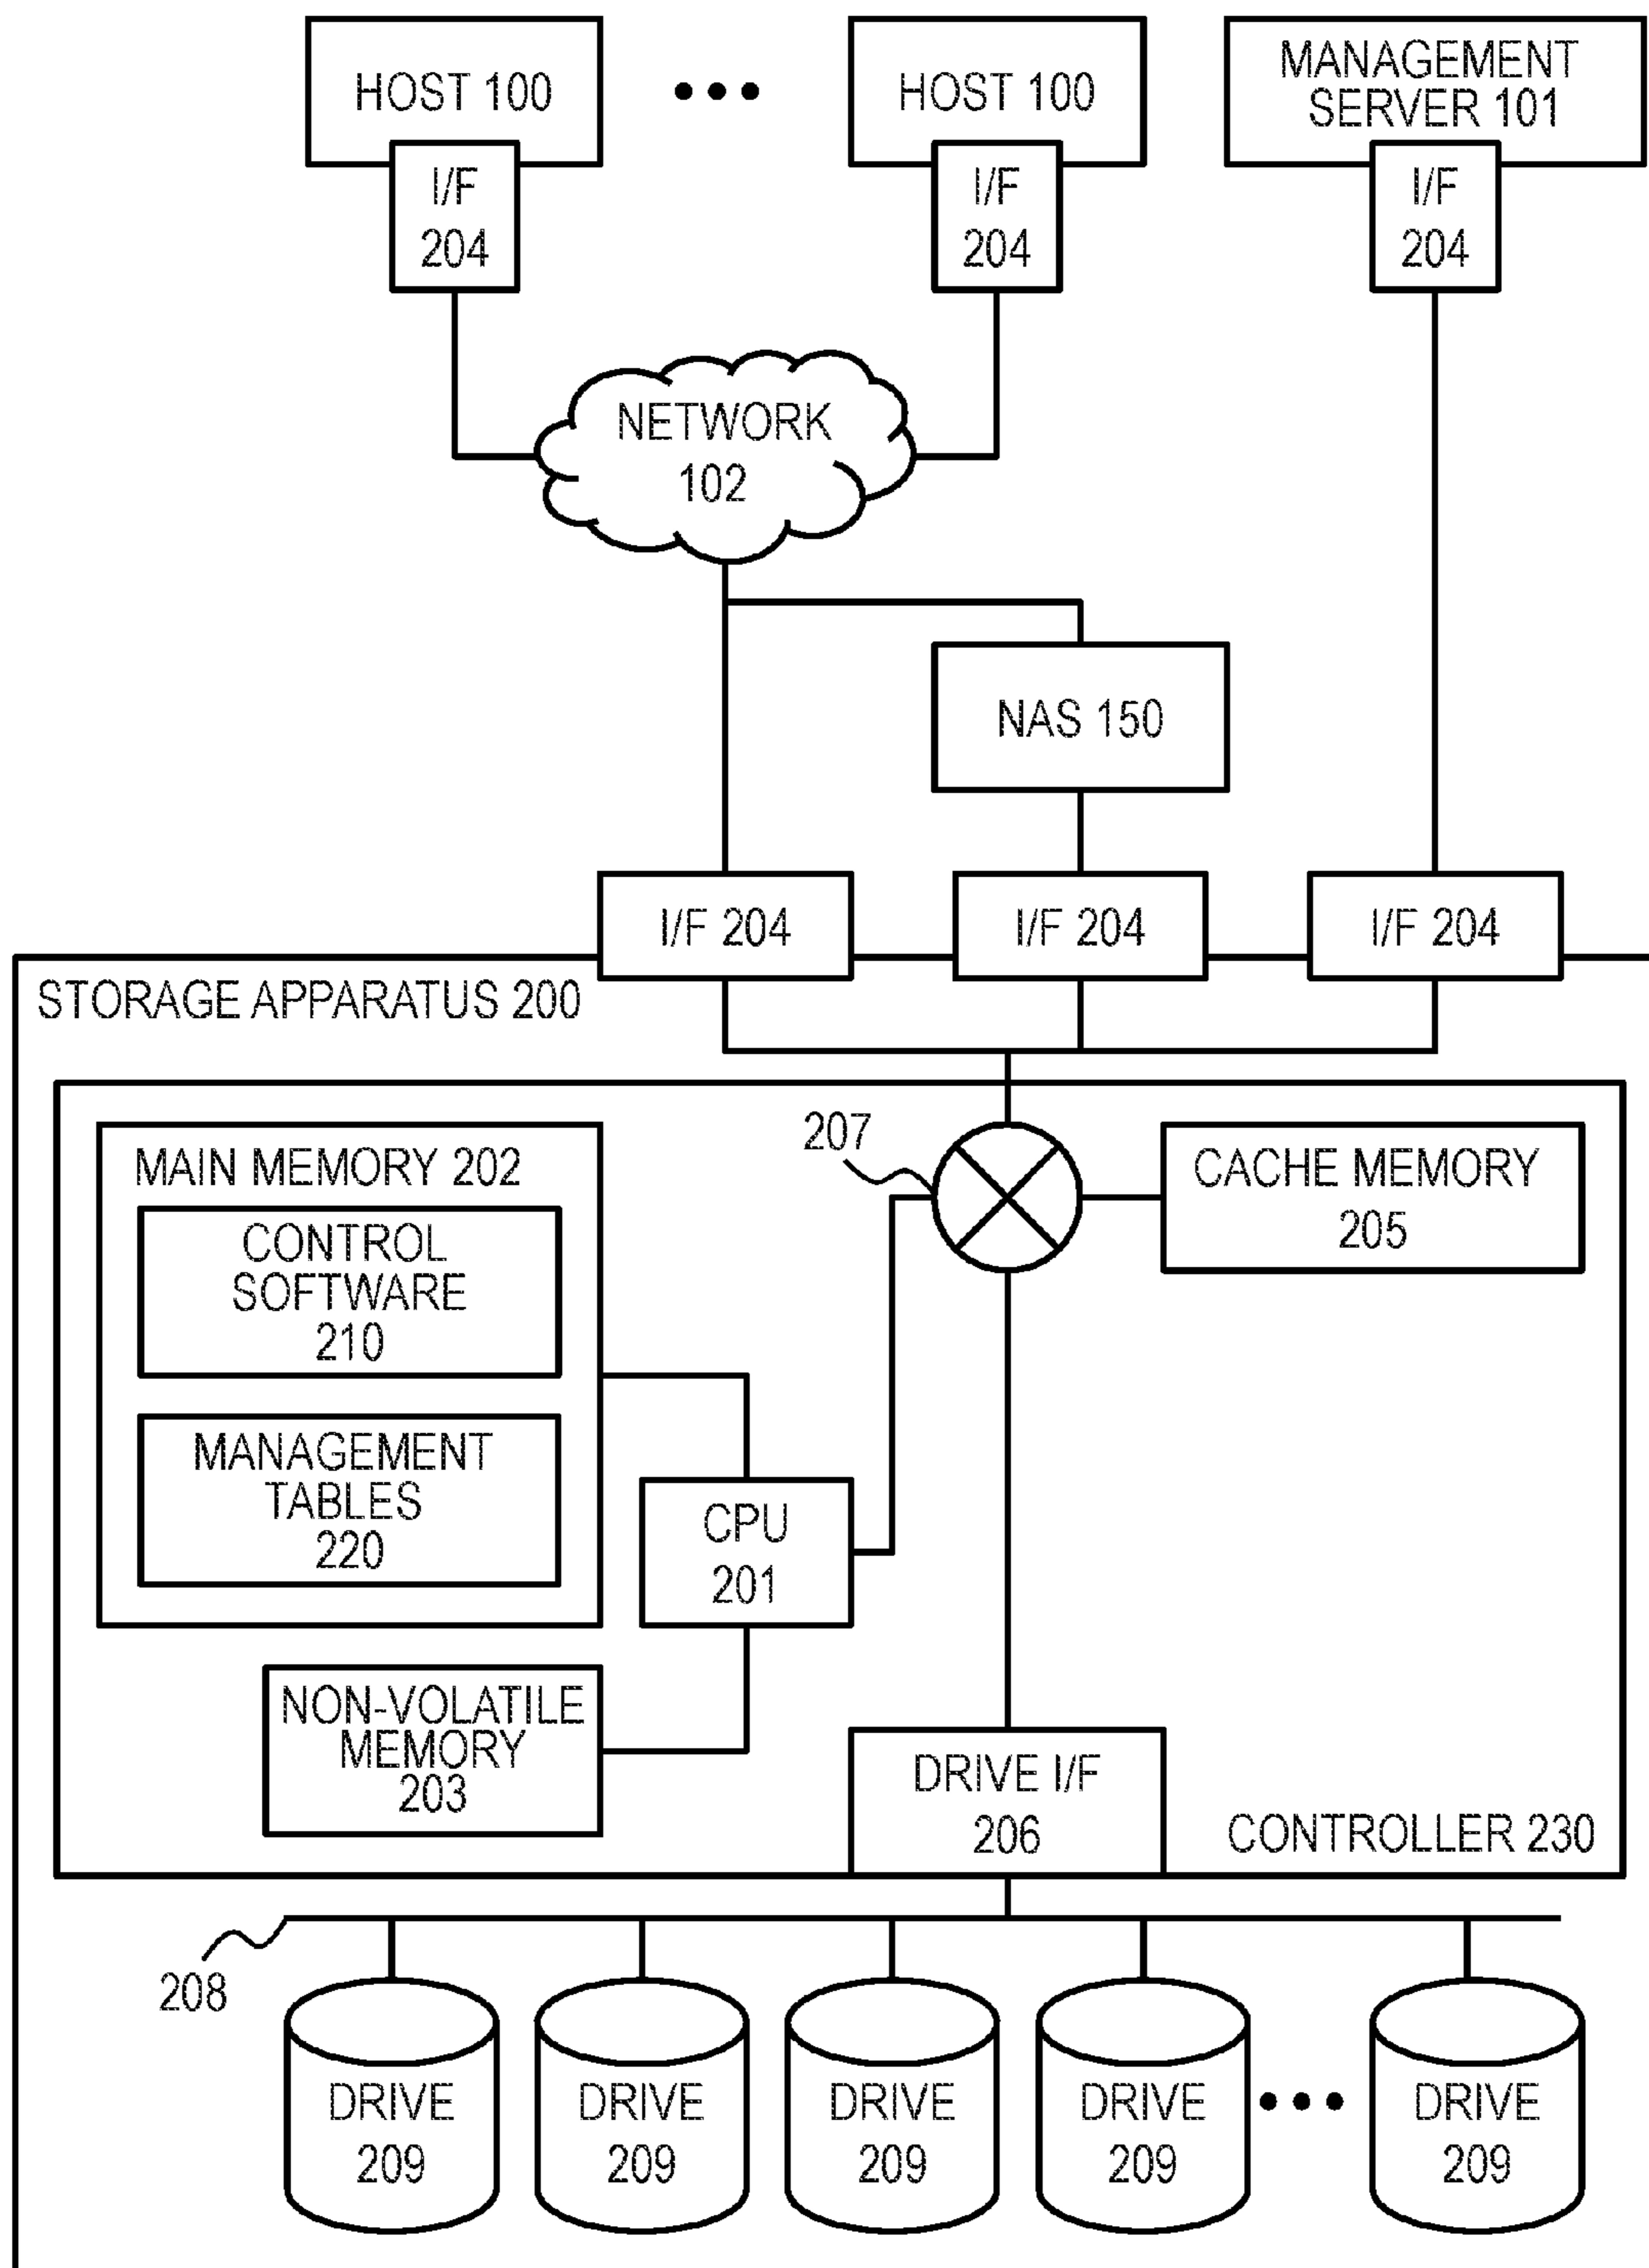 HOST 100
HOST 100
MANAGEMENT
SERVER 101
I/F
204
I/F
204
I/F
204
NETWORK
102
NAS 150
I/F 204
I/F 204
I/F 204
STORAGE APPARATUS 200
207
MAIN MEMORY 202
CACHE MEMORY
205
CONTROL
SOFTWARE
210
MANAGEMENT
TABLES
220
CPU
201
NON-VOLATILE
MEMORY
203
DRIVE I/F
206
CONTROLLER 230
208
DRIVE
209
DRIVE
209
DRIVE
209
DRIVE
209
DRIVE
209